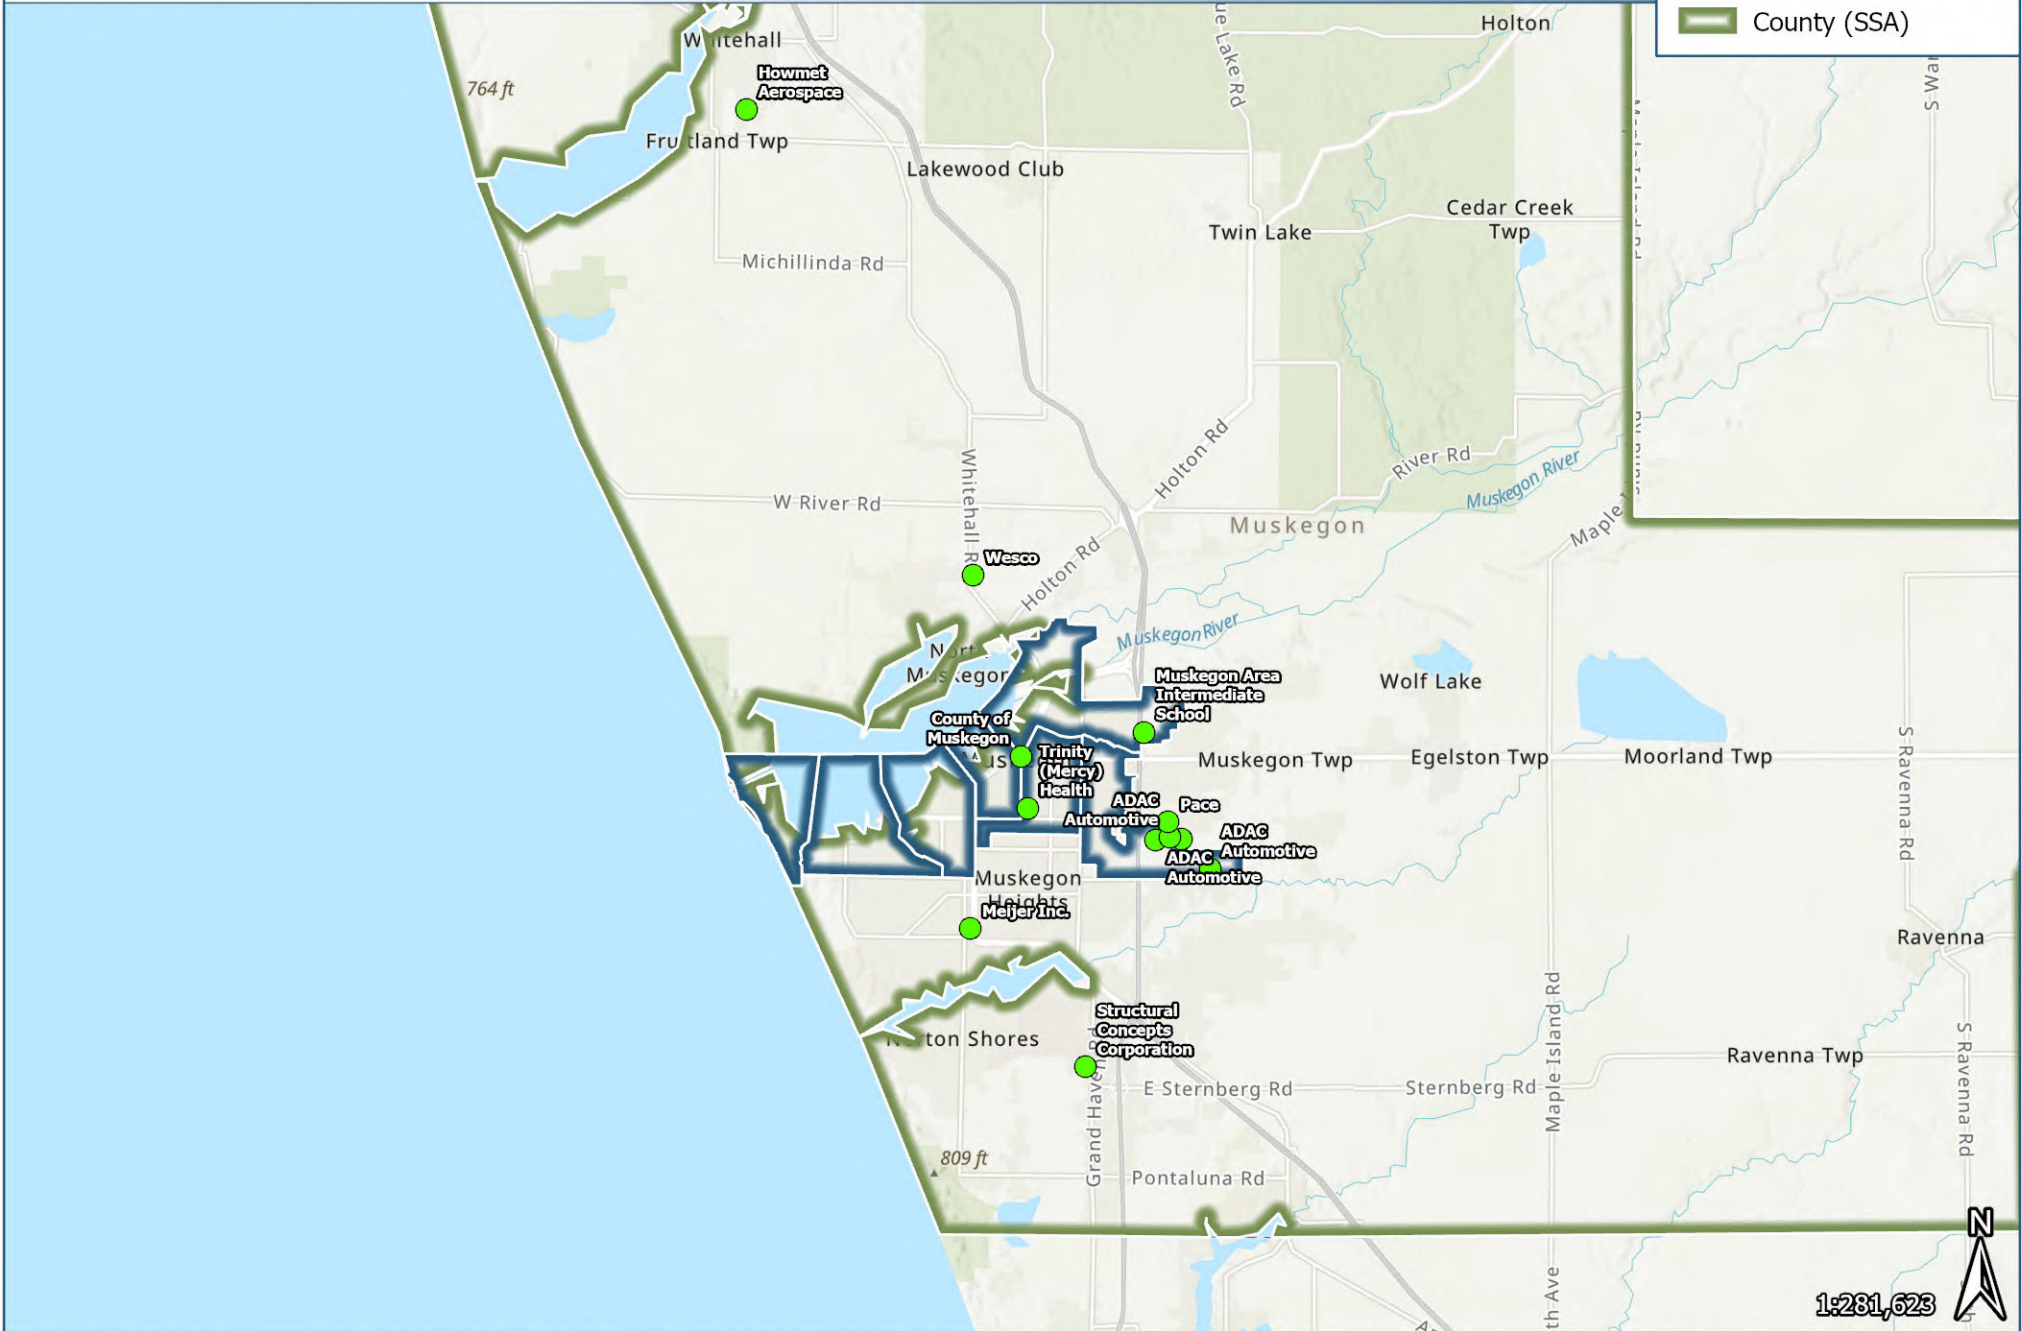 County (SSA)
Holton
Whitehall
ue Lake Rd
Howmet
Aerospace
764 ft
Fruitland Twp
Lakewood Club
Cedar Creek
Twp
Twin Lake
Michillinda Rd
Holton Rd
River Rd
Whitehall R
W River Rd
Muskegon River
Muskegon
Maple I
Wesco
Holton Rd
Muskegon River
North
Muskegon
Muskegon Area
Intermediate
School
Wolf Lake
County of
Muskegon
Trinity
(Mercy)
Health
Muskegon Twp
Egelston Twp
Moorland Twp
S Ravenna Rd
ADAC
Automotive
Pace
ADAC
Automotive
ADAC
Automotive
Muskegon
Heights
Meijer Inc.
Ravenna
Structural
Concepts
Corporation
Norton Shores
Maple Island Rd
S Ravenna Rd
Ravenna Twp
E Sternberg Rd
Sternberg Rd
Grand Haven Rd
809 ft
Pontaluna Rd
N
th Ave
1:281,623